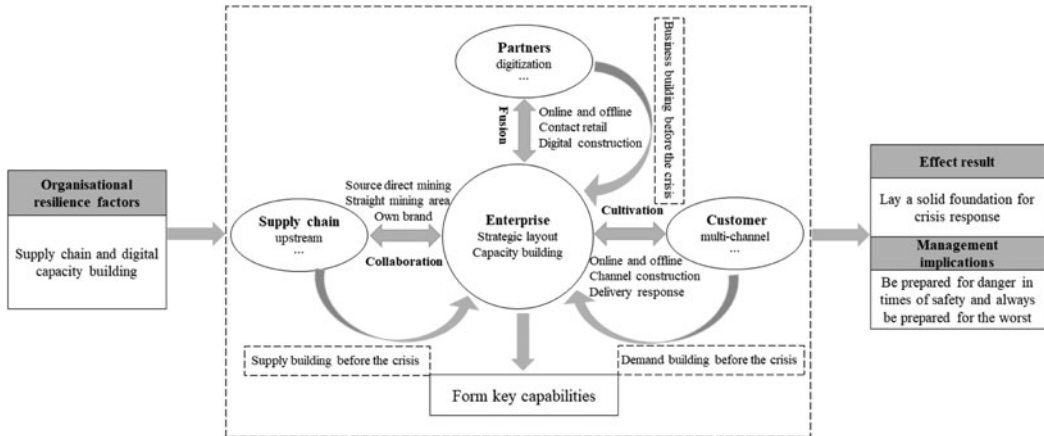 Organisational
resilience factors
Supply chain and digital
capacity building
Partners
digitization
...
Business building before the crisis
Fusion
Online and offline
Contact retail
Digital construction
Source direct mining
Straight mining area
Own brand
Supply chain
upstream
...
Collaboration
Enterprise
Strategic layout
Capacity building
Cultivation
Customer
multi-channel
...
Online and offline
Channel construction
Delivery response
Supply building before the crisis
Demand building before the crisis
Form key capabilities
Effect result
Lay a solid foundation for
crisis response
Management
implications
Be prepared for danger in
times of safety and always
be prepared for the worst